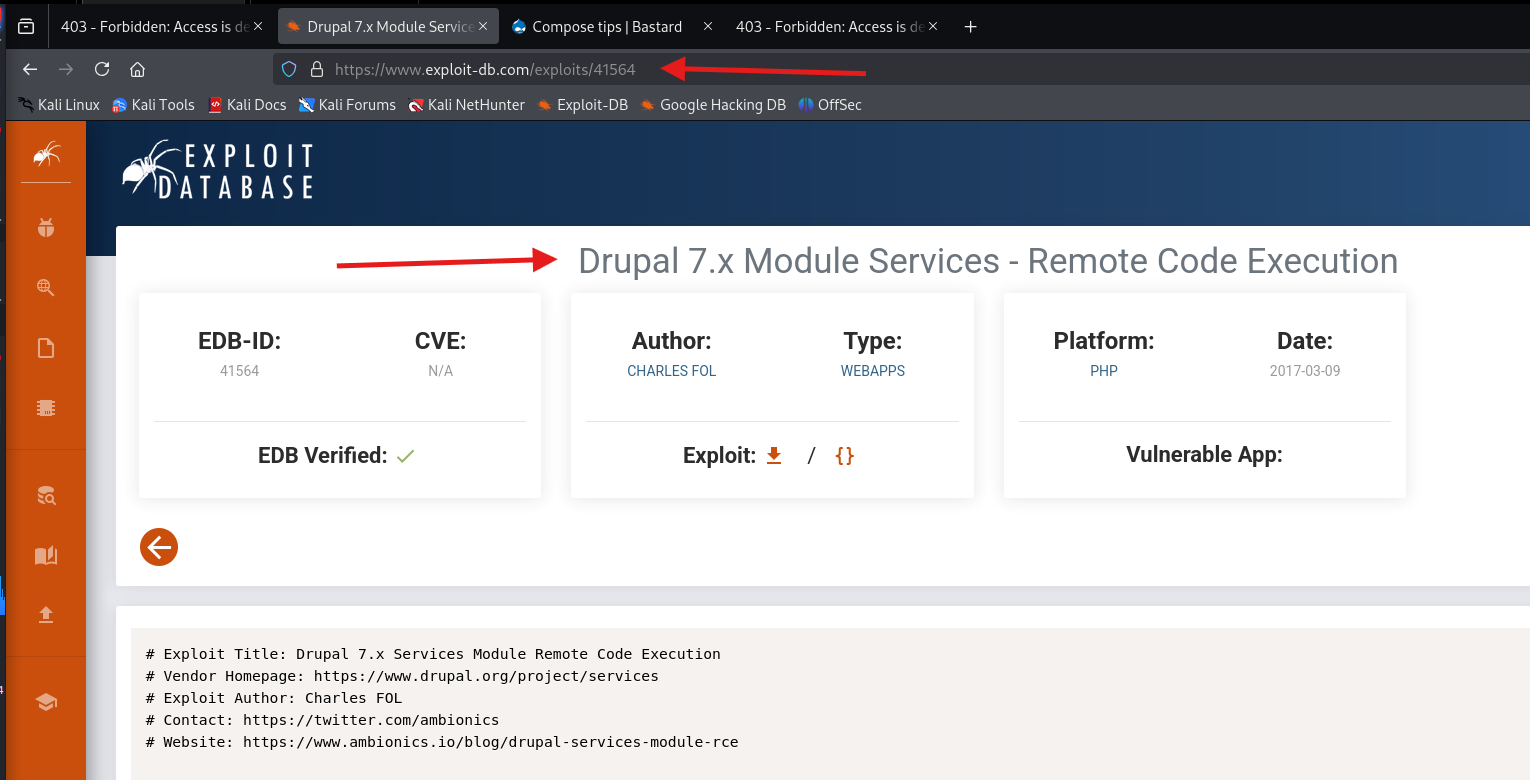 403 - Forbidden: Access is de
Drupal 7.x Module Service
Compose tips | Bastard
403 - Forbidden: Access is de
https://www.exploit-db.com/exploits/41564
Kali Linux
Kali Tools
Kali Docs
Kali Forums
Kali NetHunter
Exploit-DB
Google Hacking DB
OffSec
EXPLOIT
DATABASE
Drupal 7.x Module Services - Remote Code Execution
EDB-ID:
41564
CVE:
N/A
EDB Verified:
Author:
CHARLES FOL
Type:
WEBAPPS
Exploit: / {}
Platform:
PHP
Date:
2017-03-09
Vulnerable App:
# Exploit Title: Drupal 7.x Services Module Remote Code Execution
# Vendor Homepage: https://www.drupal.org/project/services
# Exploit Author: Charles FOL
# Contact: https://twitter.com/ambionics
# Website: https://www.ambionics.io/blog/drupal-services-module-rce